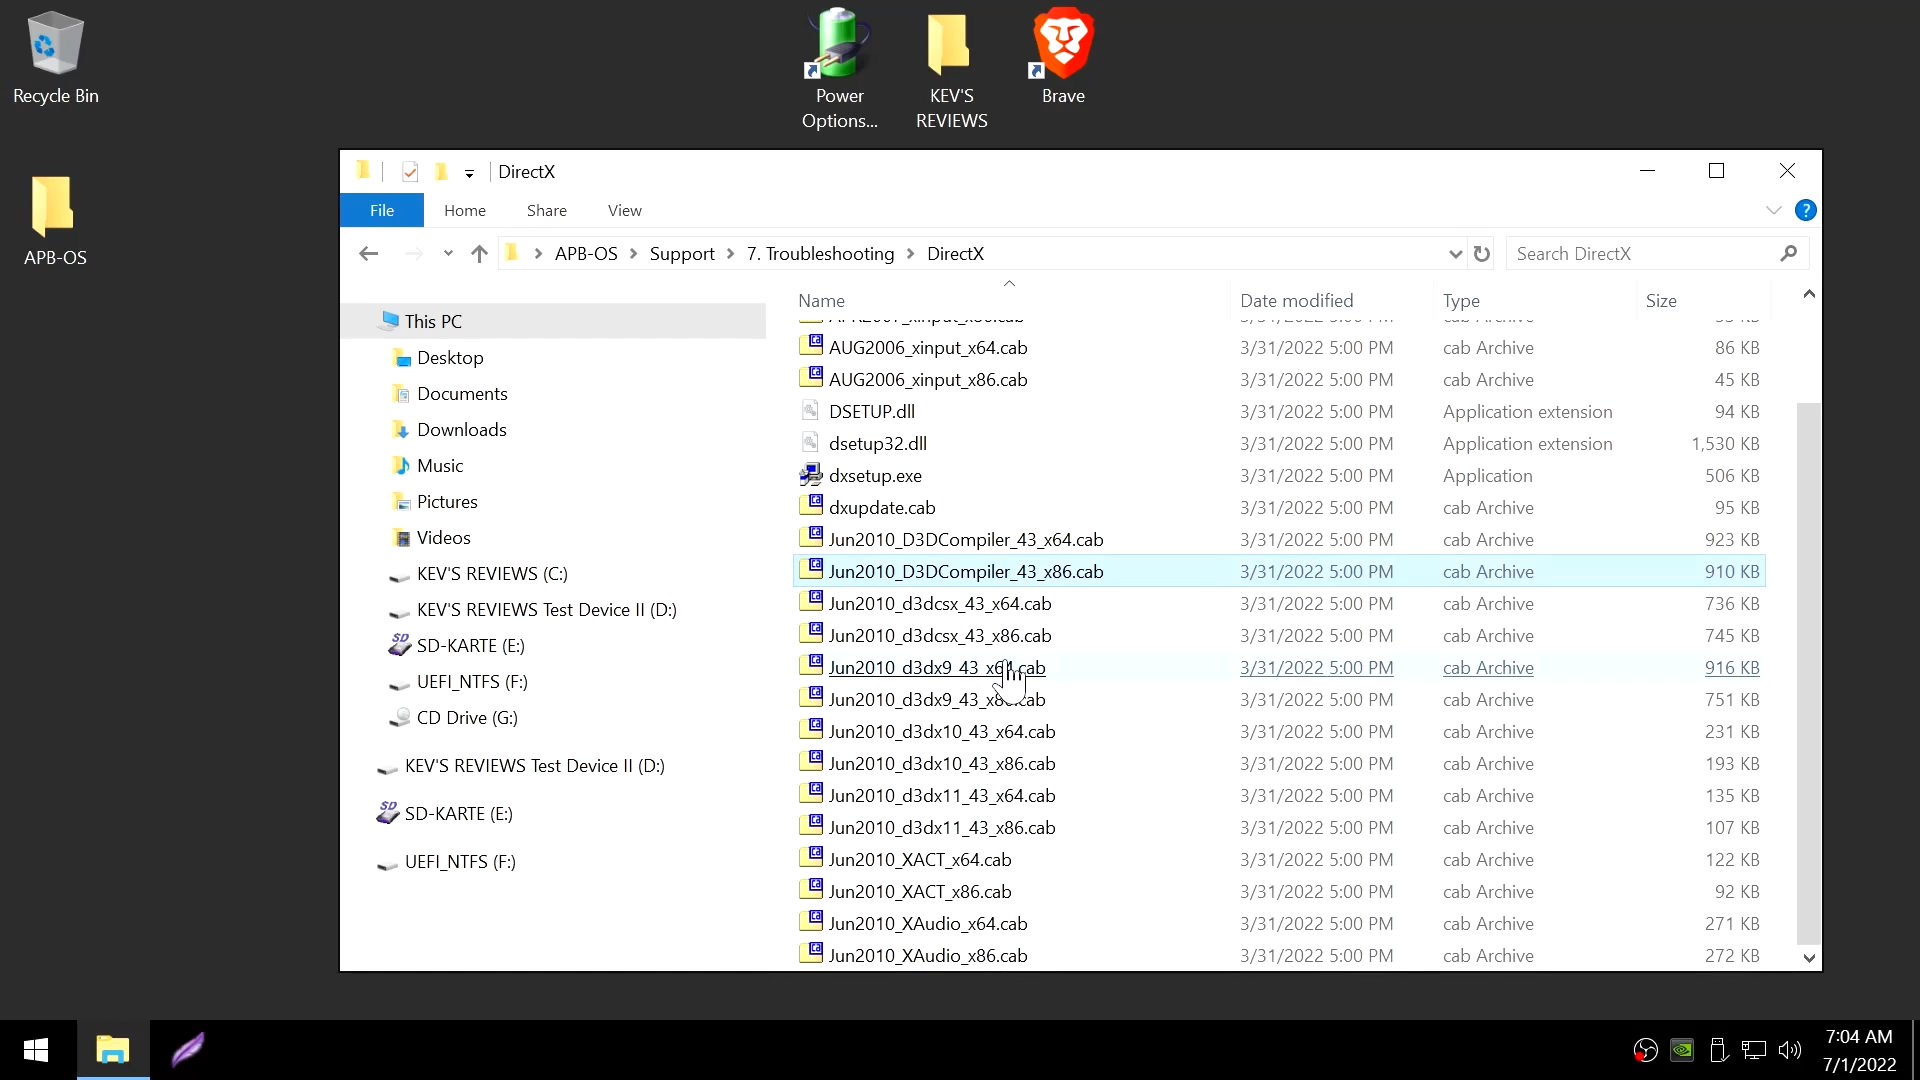 Recycle Bin
Power
Options...
KEV'S
REVIEWS
Brave
APB-OS
DirectX
File
Home
Share
View
?
APB-OS
Support
7. Troubleshooting
DirectX
Search DirectX
This PC
Desktop
Documents
Downloads
Music
Pictures
Videos
KEV'S REVIEWS (C:)
KEV'S REVIEWS Test Device II (D:)
SD-KARTE (E:)
UEFI_NTFS (F:)
CD Drive (G:)
KEV'S REVIEWS Test Device II (D:)
SD-KARTE (E:)
UEFI_NTFS (F:)
Name Date modified Type Size
AUG2006_xinput_x64.cab 3/31/2022 5:00 PM cab Archive 86 KB
AUG2006_xinput_x86.cab 3/31/2022 5:00 PM cab Archive 45 KB
DSETUP.dll 3/31/2022 5:00 PM Application extension 94 KB
dsetup32.dll 3/31/2022 5:00 PM Application extension 1,530 KB
dxsetup.exe 3/31/2022 5:00 PM Application 506 KB
dxupdate.cab 3/31/2022 5:00 PM cab Archive 95 KB
Jun2010_D3DCompiler_43_x64.cab 3/31/2022 5:00 PM cab Archive 923 KB
Jun2010_D3DCompiler_43_x86.cab 3/31/2022 5:00 PM cab Archive 910 KB
Jun2010_d3dcsx_43_x64.cab 3/31/2022 5:00 PM cab Archive 736 KB
Jun2010_d3dcsx_43_x86.cab 3/31/2022 5:00 PM cab Archive 745 KB
Jun2010_d3dx9_43_x64.cab 3/31/2022 5:00 PM cab Archive 916 KB
Jun2010_d3dx9_43_x86.cab 3/31/2022 5:00 PM cab Archive 751 KB
Jun2010_d3dx10_43_x64.cab 3/31/2022 5:00 PM cab Archive 231 KB
Jun2010_d3dx10_43_x86.cab 3/31/2022 5:00 PM cab Archive 193 KB
Jun2010_d3dx11_43_x64.cab 3/31/2022 5:00 PM cab Archive 135 KB
Jun2010_d3dx11_43_x86.cab 3/31/2022 5:00 PM cab Archive 107 KB
Jun2010_XACT_x64.cab 3/31/2022 5:00 PM cab Archive 122 KB
Jun2010_XACT_x86.cab 3/31/2022 5:00 PM cab Archive 92 KB
Jun2010_XAudio_x64.cab 3/31/2022 5:00 PM cab Archive 271 KB
Jun2010_XAudio_x86.cab 3/31/2022 5:00 PM cab Archive 272 KB
7:04 AM
7/1/2022